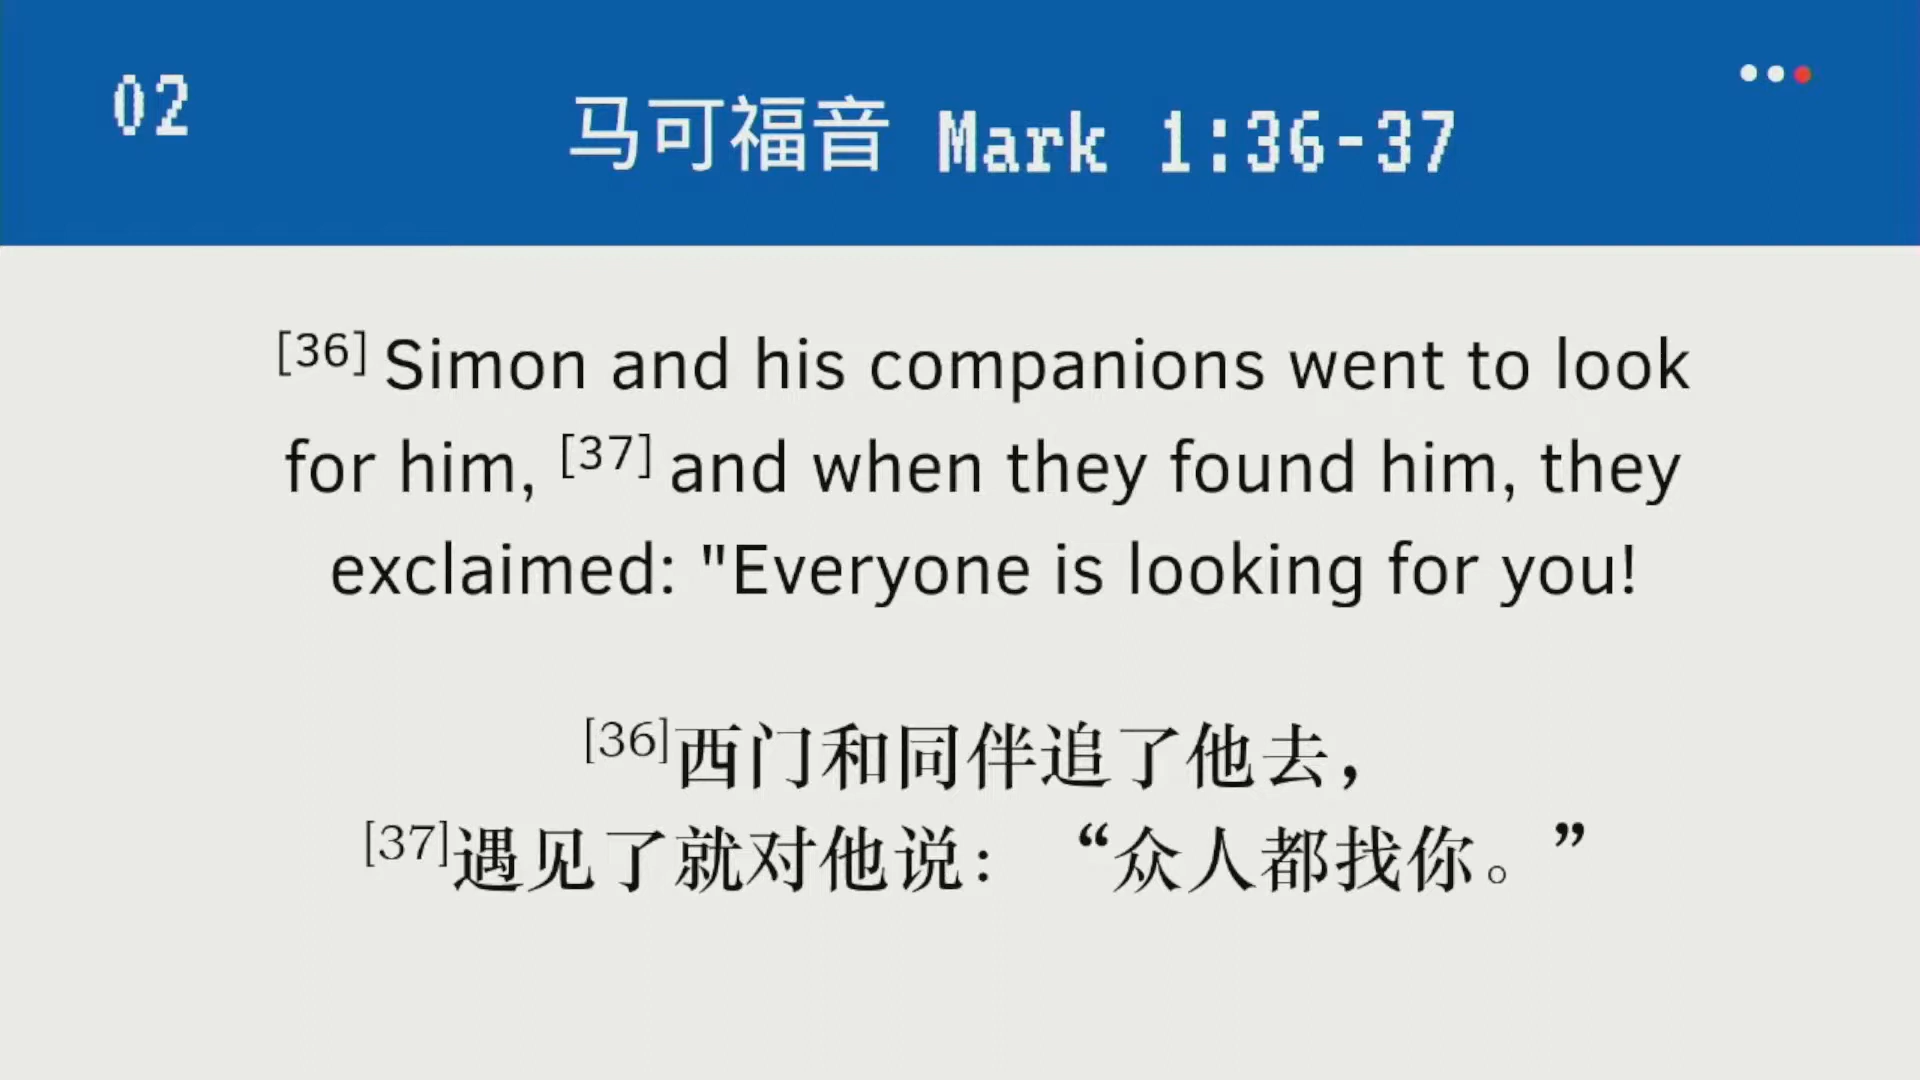 02
马可福音 Mark 1:36-37
[36] Simon and his companions went to look
for him, [37] and when they found him, they
exclaimed: "Everyone is looking for you!
[36]西门和同伴追了他去，
[37]遇见了就对他说：“众人都找你。”